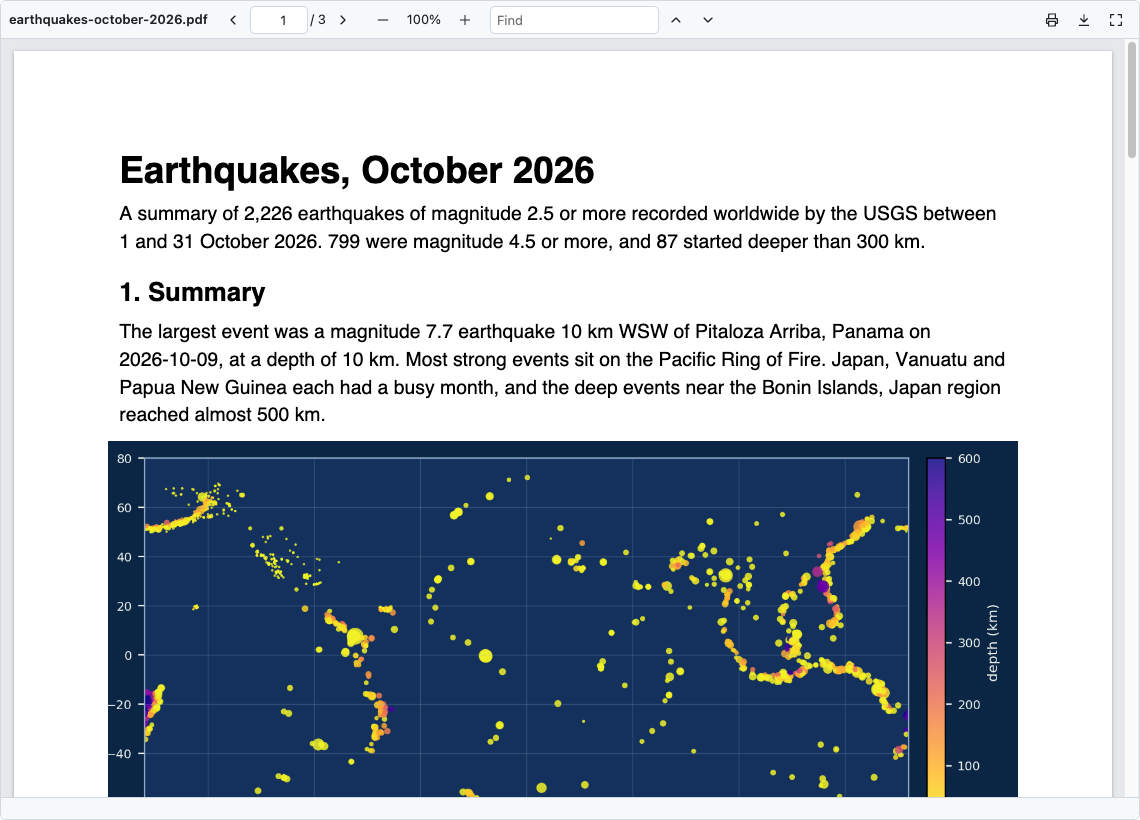 earthquakes-october-2026.pdf
1 / 3
100%
Find
Earthquakes, October 2026
A summary of 2,226 earthquakes of magnitude 2.5 or more recorded worldwide by the USGS between
1 and 31 October 2026. 799 were magnitude 4.5 or more, and 87 started deeper than 300 km.
1. Summary
The largest event was a magnitude 7.7 earthquake 10 km WSW of Pitaloza Arriba, Panama on
2026-10-09, at a depth of 10 km. Most strong events sit on the Pacific Ring of Fire. Japan, Vanuatu and
Papua New Guinea each had a busy month, and the deep events near the Bonin Islands, Japan region
reached almost 500 km.
80
60
40
20
0
−20
−40
600
500
400
300
200
100
depth (km)